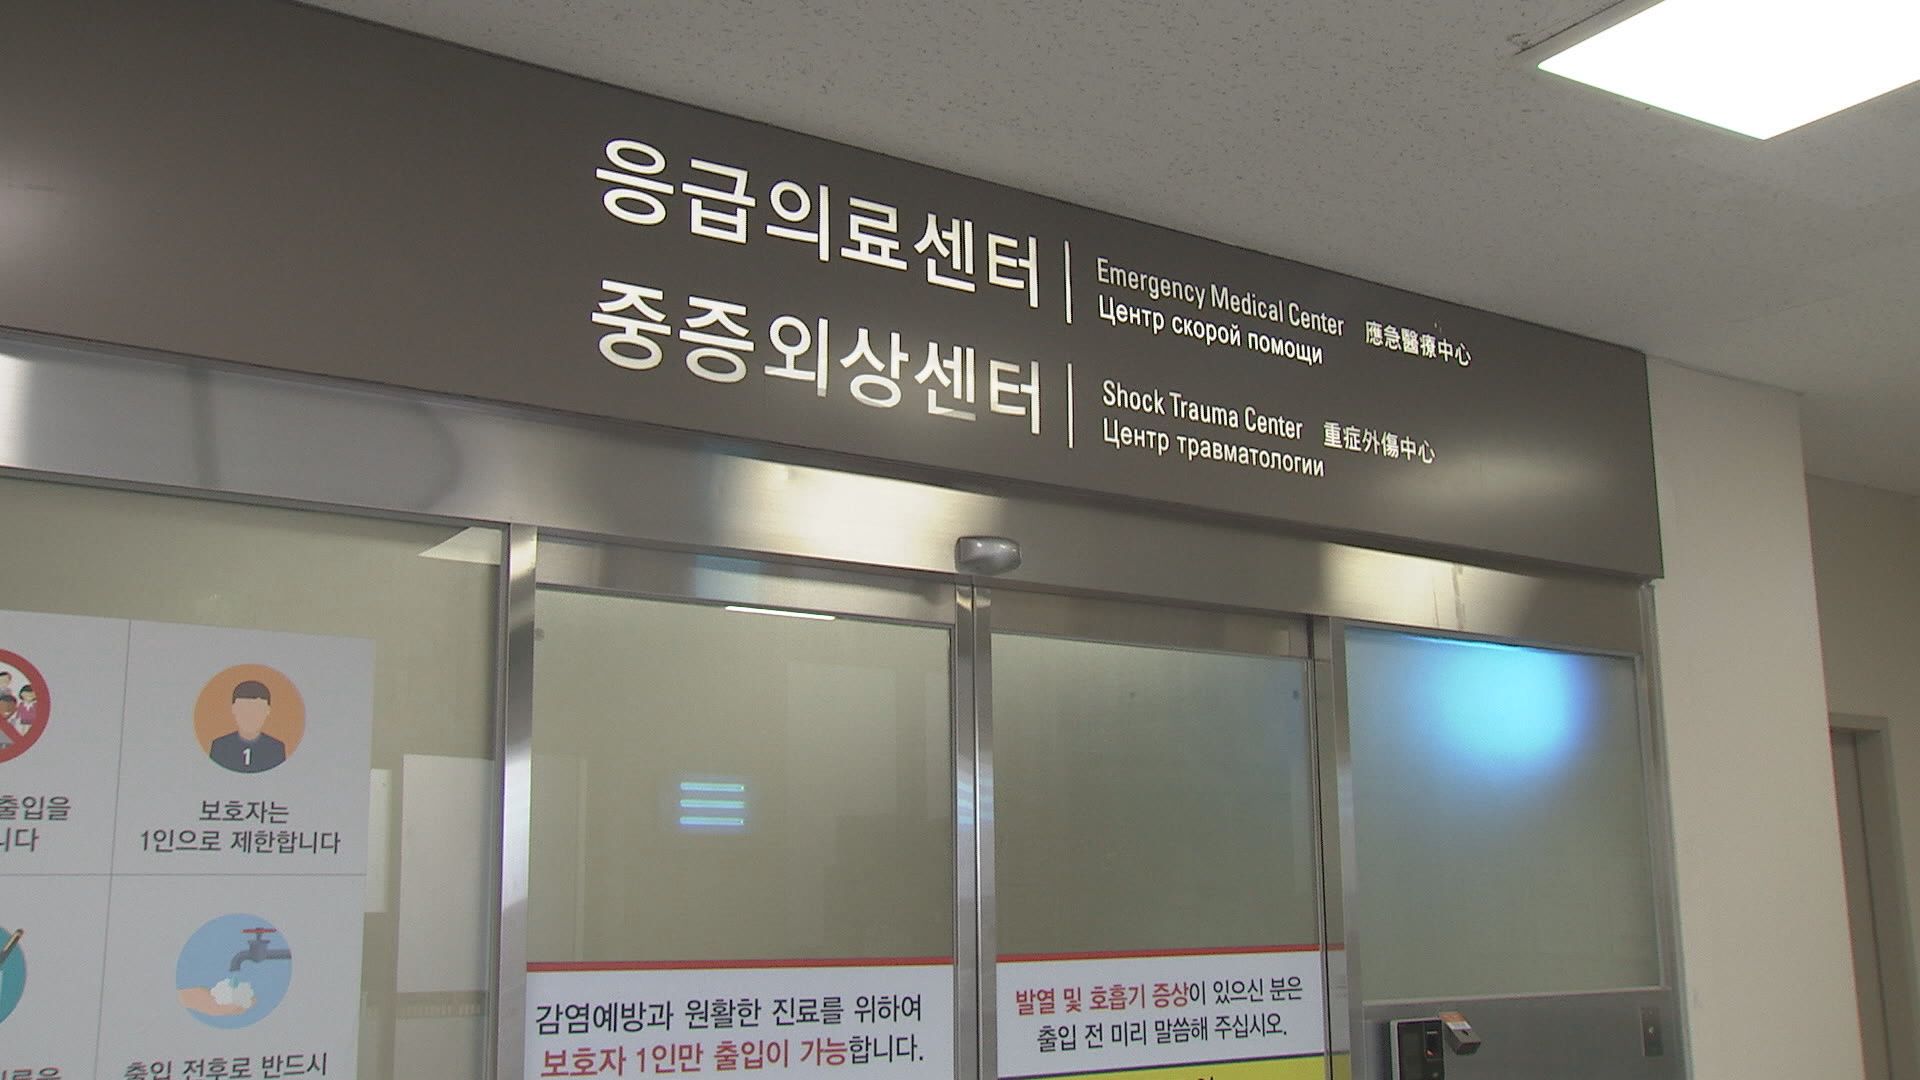 응급의료센터
Emergency Medical Center 應急醫療中心
Центр скорой помощи
중증외상센터
Shock Trauma Center 重症外傷中心
Центр травматологии
출입을
니다
1
보호자는
1인으로 제한합니다
출입 전후로 반드시
감염예방과 원활한 진료를 위하여
보호자 1인만 출입이 가능합니다.
발열 및 호흡기 증상이 있으신 분은
출입 전 미리 말씀해 주십시오.